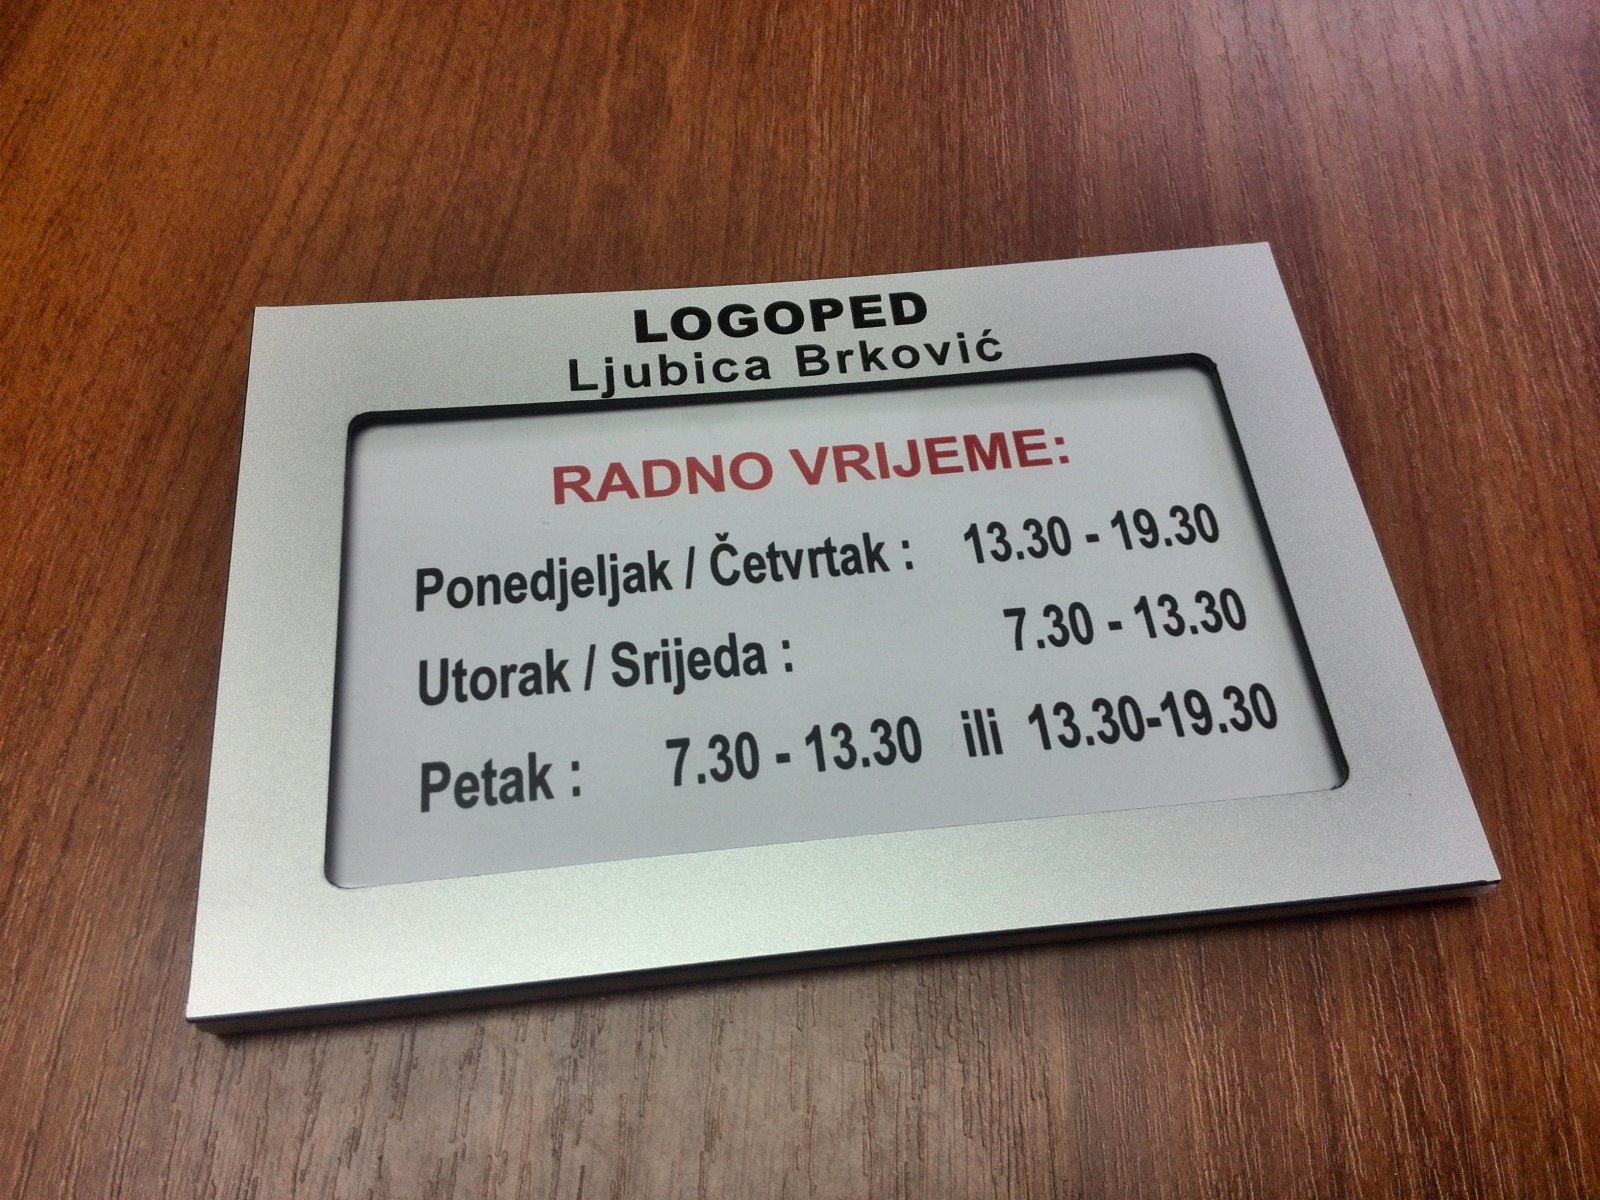 LOGOPED
Ljubica Brković
RADNO VRIJEME:
Ponedjeljak / Četvrtak : 13.30 - 19.30
Utorak / Srijeda : 7.30 - 13.30
Petak : 7.30 - 13.30 ili 13.30-19.30